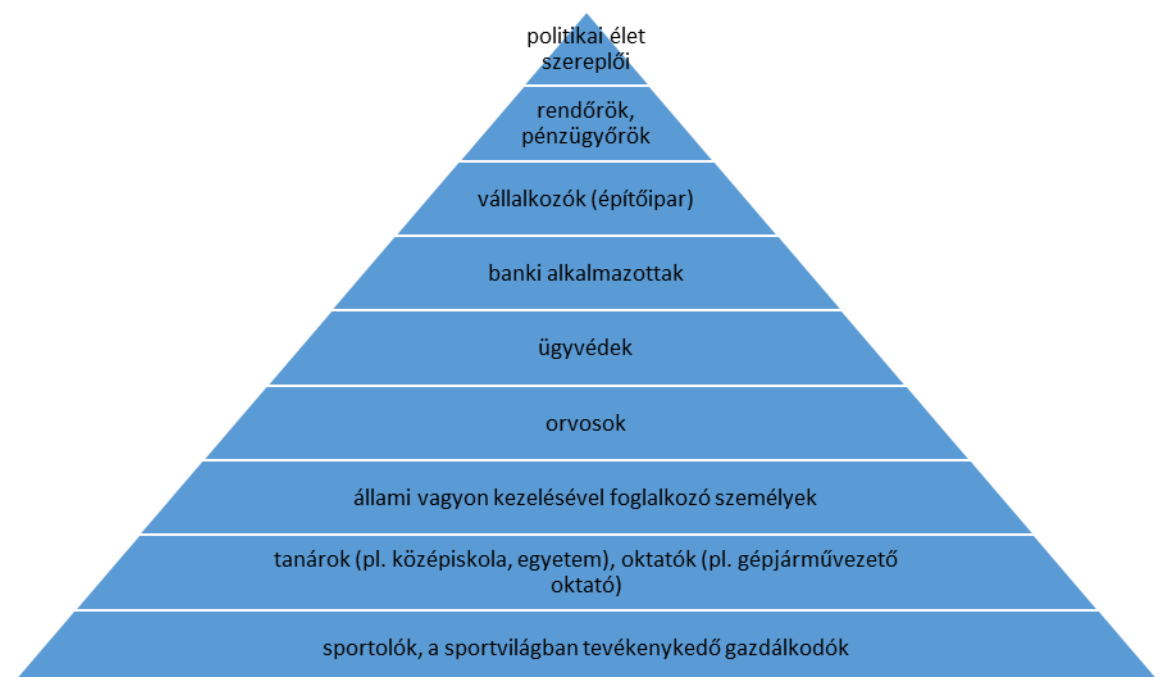 politikai élet
szereplői
rendőrök,
pénzügyőrök
vállalkozók (építőipar)
banki alkalmazottak
ügyvédek
orvosok
állami vagyon kezelésével foglalkozó személyek
tanárok (pl. középiskola, egyetem), oktatók (pl. gépjárművezető
oktató)
sportolók, a sportvilágban tevékenykedő gazdálkodók